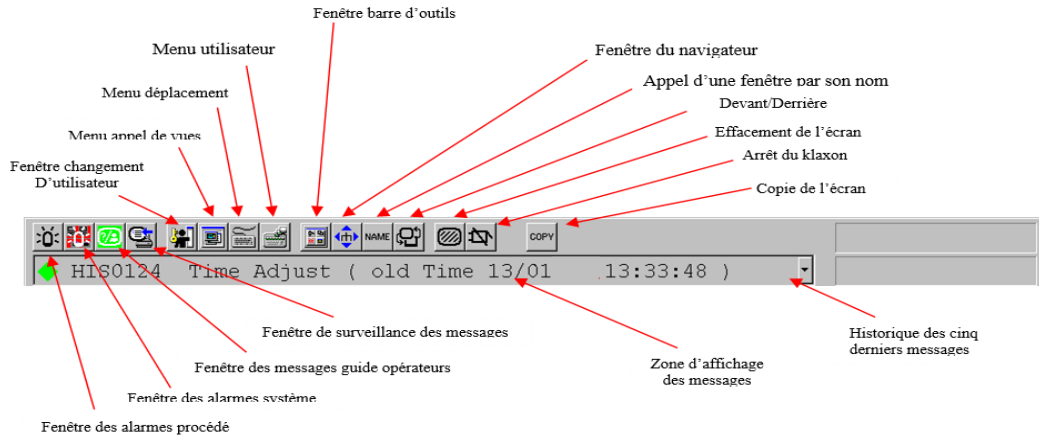 Fenêtre barre d'outils
Menu utilisateur
Fenêtre du navigateur
Appel d'une fenêtre par son nom
Menu déplacement
Devant/Derrière
Menu appel de vues
Effacement de l'écran
Fenêtre changement
D'utilisateur
Arrêt du klaxon
Copie de l'écran
NAME
COPY
HIS0124 Time Adjust ( old Time 13/01 .13:33:48 )
Fenêtre de surveillance des messages
Historique des cinq
derniers messages
Fenêtre des messages guide opérateurs
Zone d'affichage
des messages
Fenêtre des alarmes système
Fenêtre des alarmes procédé